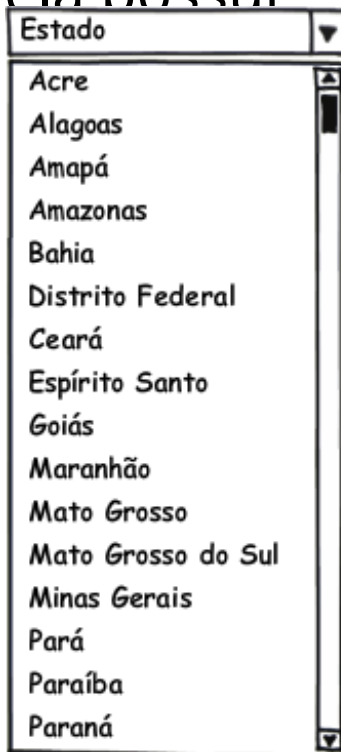 Estado
Acre
Alagoas
Amapá
Amazonas
Bahia
Distrito Federal
Ceará
Espírito Santo
Goiás
Maranhão
Mato Grosso
Mato Grosso do Sul
Minas Gerais
Pará
Paraíba
Paraná